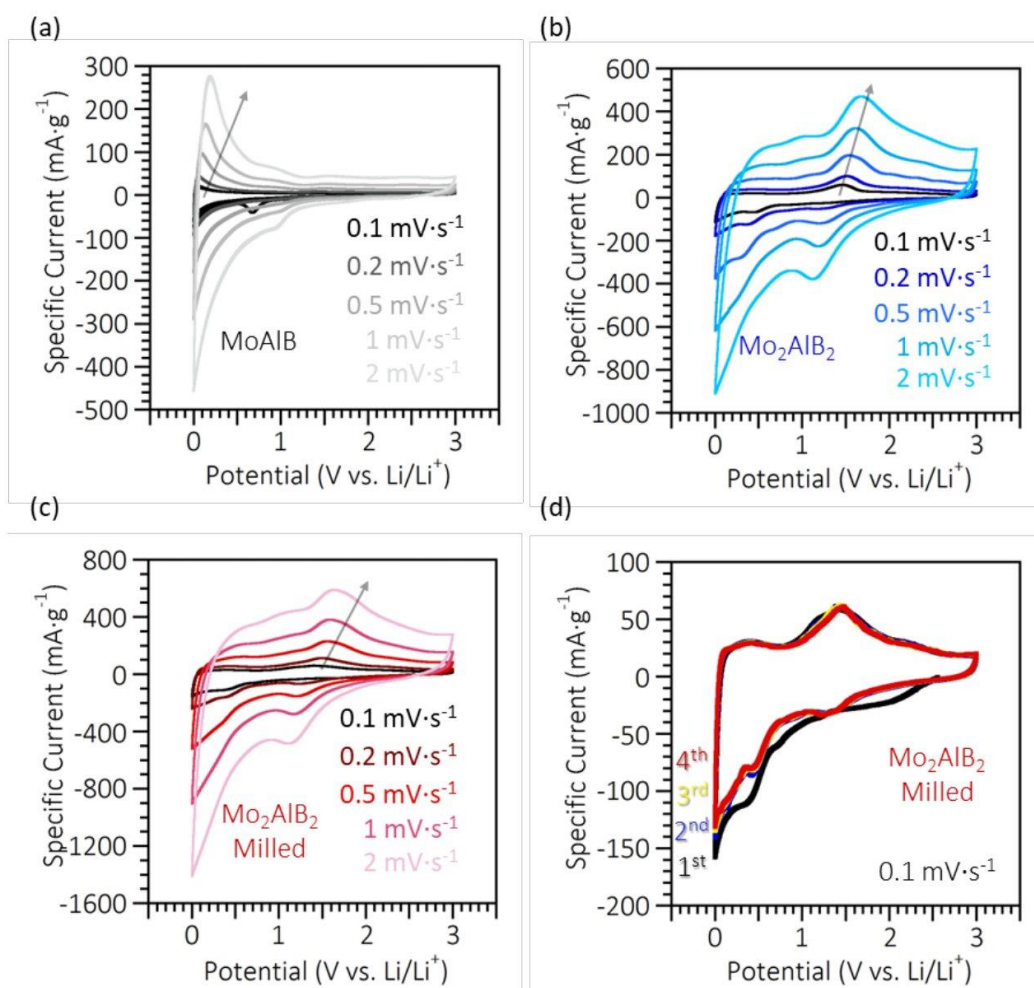 (a)
300
200
100
0
-100
-200
-300
-400
-500
Specific Current (mA·g⁻¹)
0.1 mV·s⁻¹
0.2 mV·s⁻¹
0.5 mV·s⁻¹
1 mV·s⁻¹
2 mV·s⁻¹
MoAlB
0 1 2 3
Potential (V vs. Li/Li⁺)
(b)
600
400
200
0
-200
-400
-600
-800
-1000
Specific Current (mA·g⁻¹)
0.1 mV·s⁻¹
0.2 mV·s⁻¹
0.5 mV·s⁻¹
1 mV·s⁻¹
2 mV·s⁻¹
Mo₂AlB₂
0 1 2 3
Potential (V vs. Li/Li⁺)
(c)
800
400
0
-400
-800
-1200
-1600
Specific Current (mA·g⁻¹)
0.1 mV·s⁻¹
0.2 mV·s⁻¹
0.5 mV·s⁻¹
1 mV·s⁻¹
2 mV·s⁻¹
Mo₂AlB₂
Milled
0 1 2 3
Potential (V vs. Li/Li⁺)
(d)
100
50
0
-50
-100
-150
-200
Specific Current (mA·g⁻¹)
4th
3rd
2nd
1st
Mo₂AlB₂
Milled
0.1 mV·s⁻¹
0 1 2 3
Potential (V vs. Li/Li⁺)